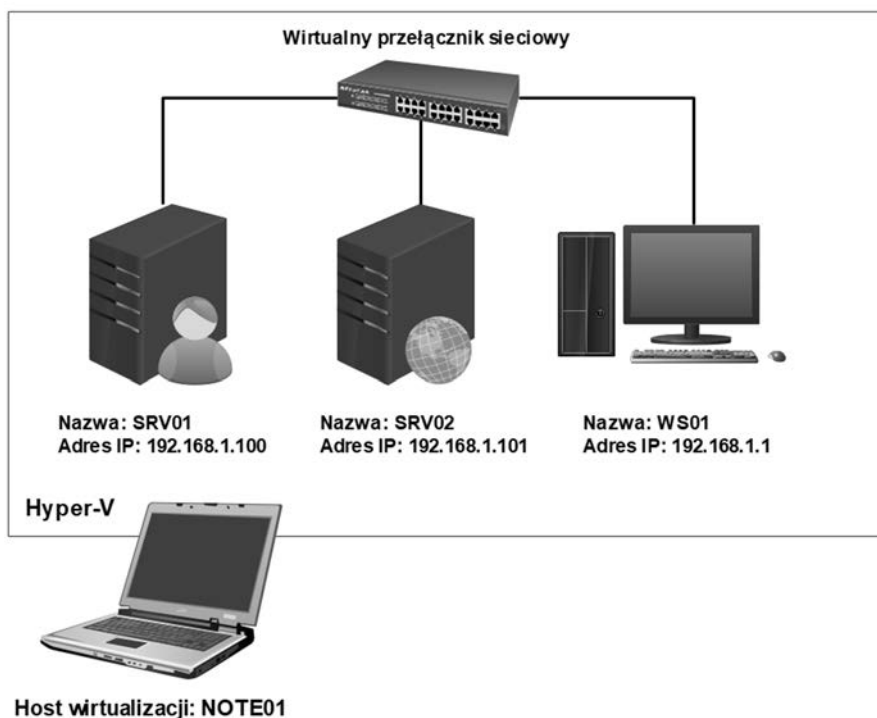 Wirtualny przełącznik sieciowy
Nazwa: SRV01
Adres IP: 192.168.1.100
Nazwa: SRV02
Adres IP: 192.168.1.101
Nazwa: WS01
Adres IP: 192.168.1.1
Hyper-V
Host wirtualizacji: NOTE01